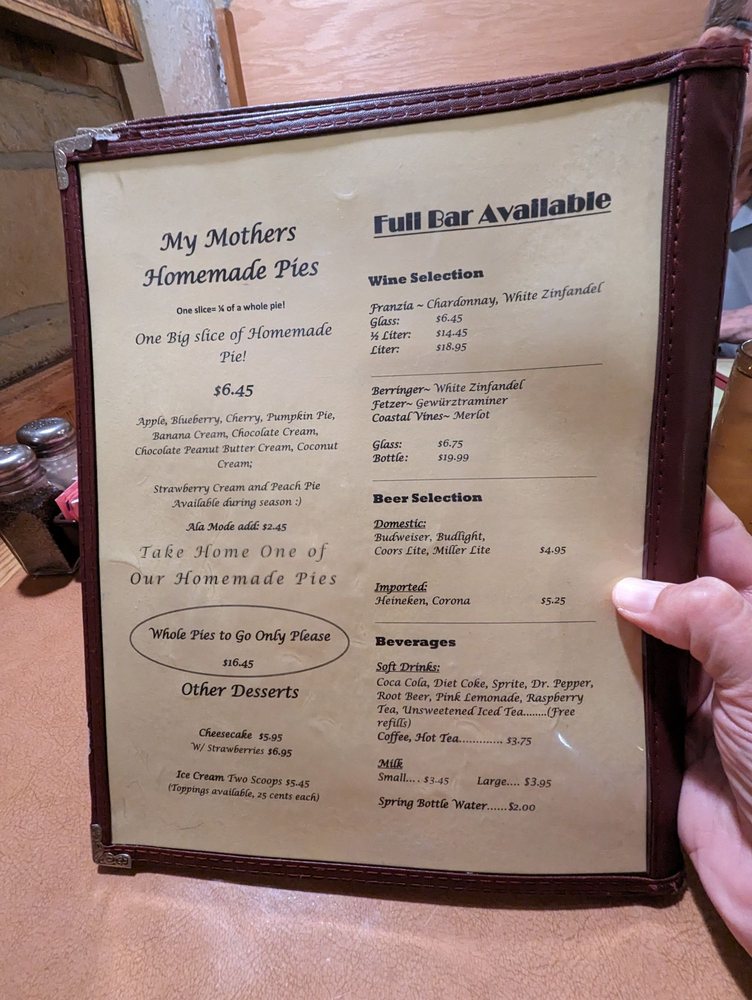 My Mothers
Homemade Pies
One slice= ¼ of a whole pie!
One Big slice of Homemade
Pie!
$6.45
Apple, Blueberry, Cherry, Pumpkin Pie,
Banana Cream, Chocolate Cream,
Chocolate Peanut Butter Cream, Coconut
Cream;
Strawberry Cream and Peach Pie
Available during season :)
Ala Mode add: $2.45
Take Home One of
Our Homemade Pies
Whole Pies to Go Only Please
$16.45
Other Desserts
Cheesecake $5.95
W/ Strawberries $6.95
Ice Cream Two Scoops $5.45
(Toppings available, 25 cents each)
Full Bar Available
Wine Selection
Franzia ~ Chardonnay, White Zinfandel
Glass: $6.45
½ Liter: $14.45
Liter: $18.95
Berringer~ White Zinfandel
Fetzer~ Gewürztraminer
Coastal Vines~ Merlot
Glass: $6.75
Bottle: $19.99
Beer Selection
Domestic:
Budweiser, Budlight,
Coors Lite, Miller Lite $4.95
Imported:
Heineken, Corona $5.25
Beverages
Soft Drinks:
Coca Cola, Diet Coke, Sprite, Dr. Pepper,
Root Beer, Pink Lemonade, Raspberry
Tea, Unsweetened Iced Tea........(Free
refills)
Coffee, Hot Tea............. $3.75
Milk
Small.... $3.45 Large.... $3.95
Spring Bottle Water......$2.00